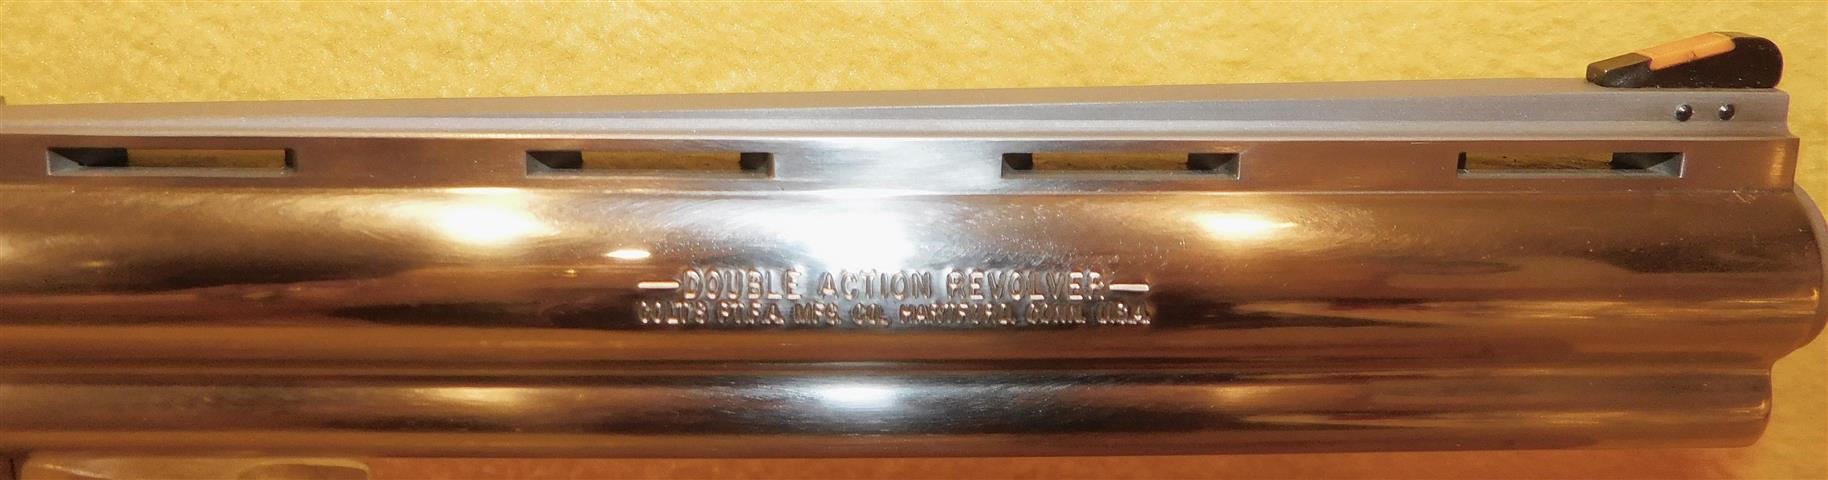 —DOUBLE ACTION REVOLVER—
COLT'S PT.F.A. MFG. CO. HARTFORD, CONN. U.S.A.